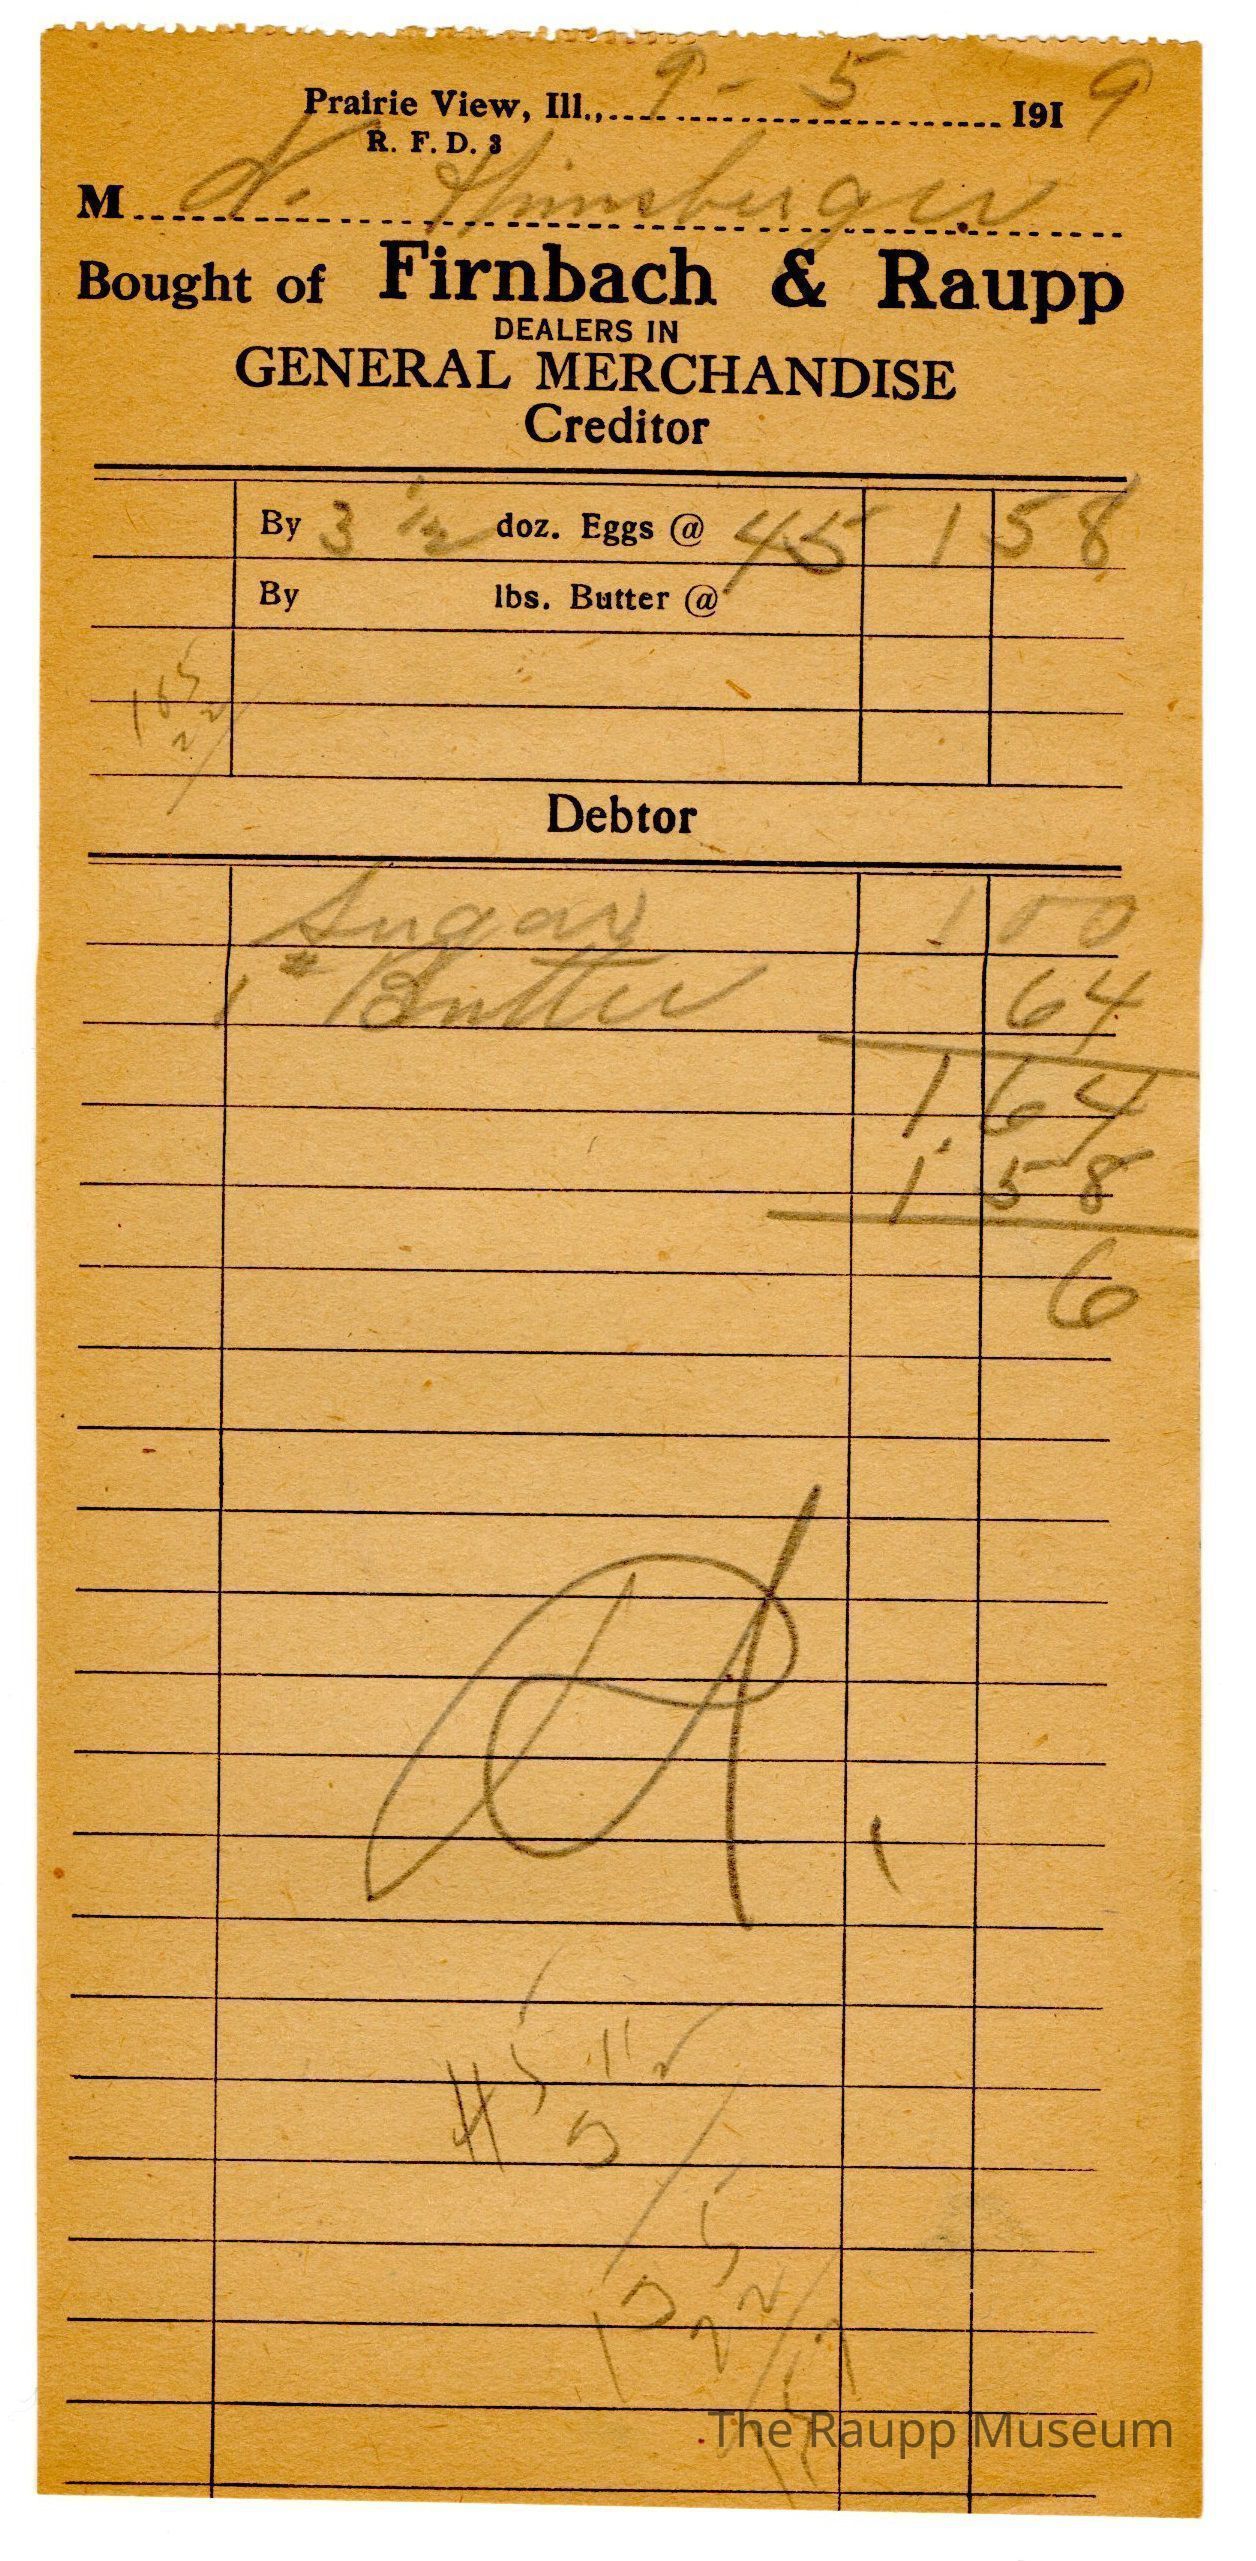 Prairie View, Ill., 9 - 5 1919
R. F. D. 3
M
Bought of Firnbach & Raupp
DEALERS IN
GENERAL MERCHANDISE
Creditor
By 3 1/2 doz. Eggs @ 45 1 58
By lbs. Butter @
Debtor
Sugar 1 00
1 # Butter 64
1.64
1.58
6
The Raupp Museum